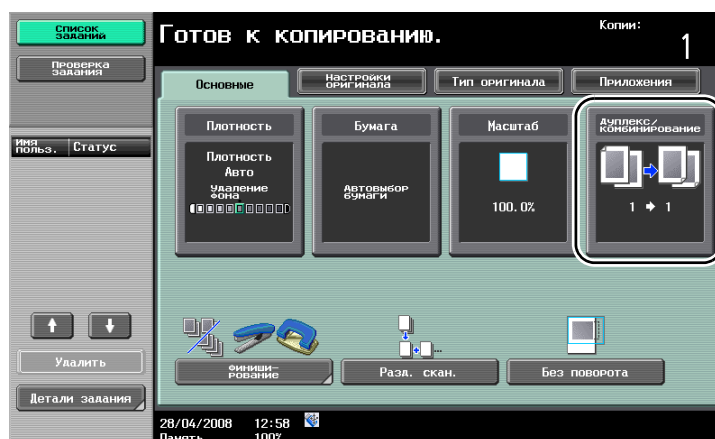 Список
заданий
Готов к копированию.
Копии:
1
Проверка
задания
Основные
Настройки
оригинала
Тип оригинала
Приложения
Имя
польз.
Статус
Плотность
Плотность
Авто
Удаление
фона
Бумага
Автовыбор
бумаги
Масштаб
100.0%
Дуплекс/
Комбинирование
1 → 1
Удалить
Детали задания
Финиши-
рование
Разд. скан.
Без поворота
28/04/2008 12:58
Память 100%